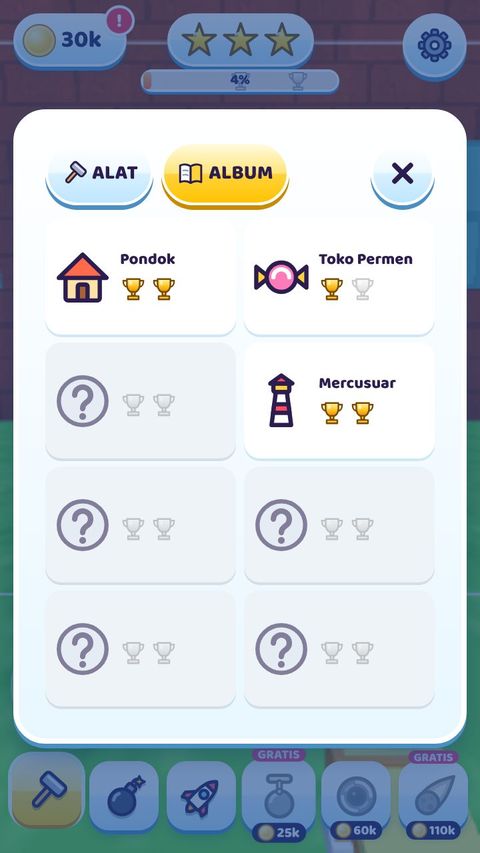 30k
!
4%
ALAT
ALBUM
Pondok
Toko Permen
?
Mercusuar
?
?
?
?
GRATIS
GRATIS
25k
60k
110k